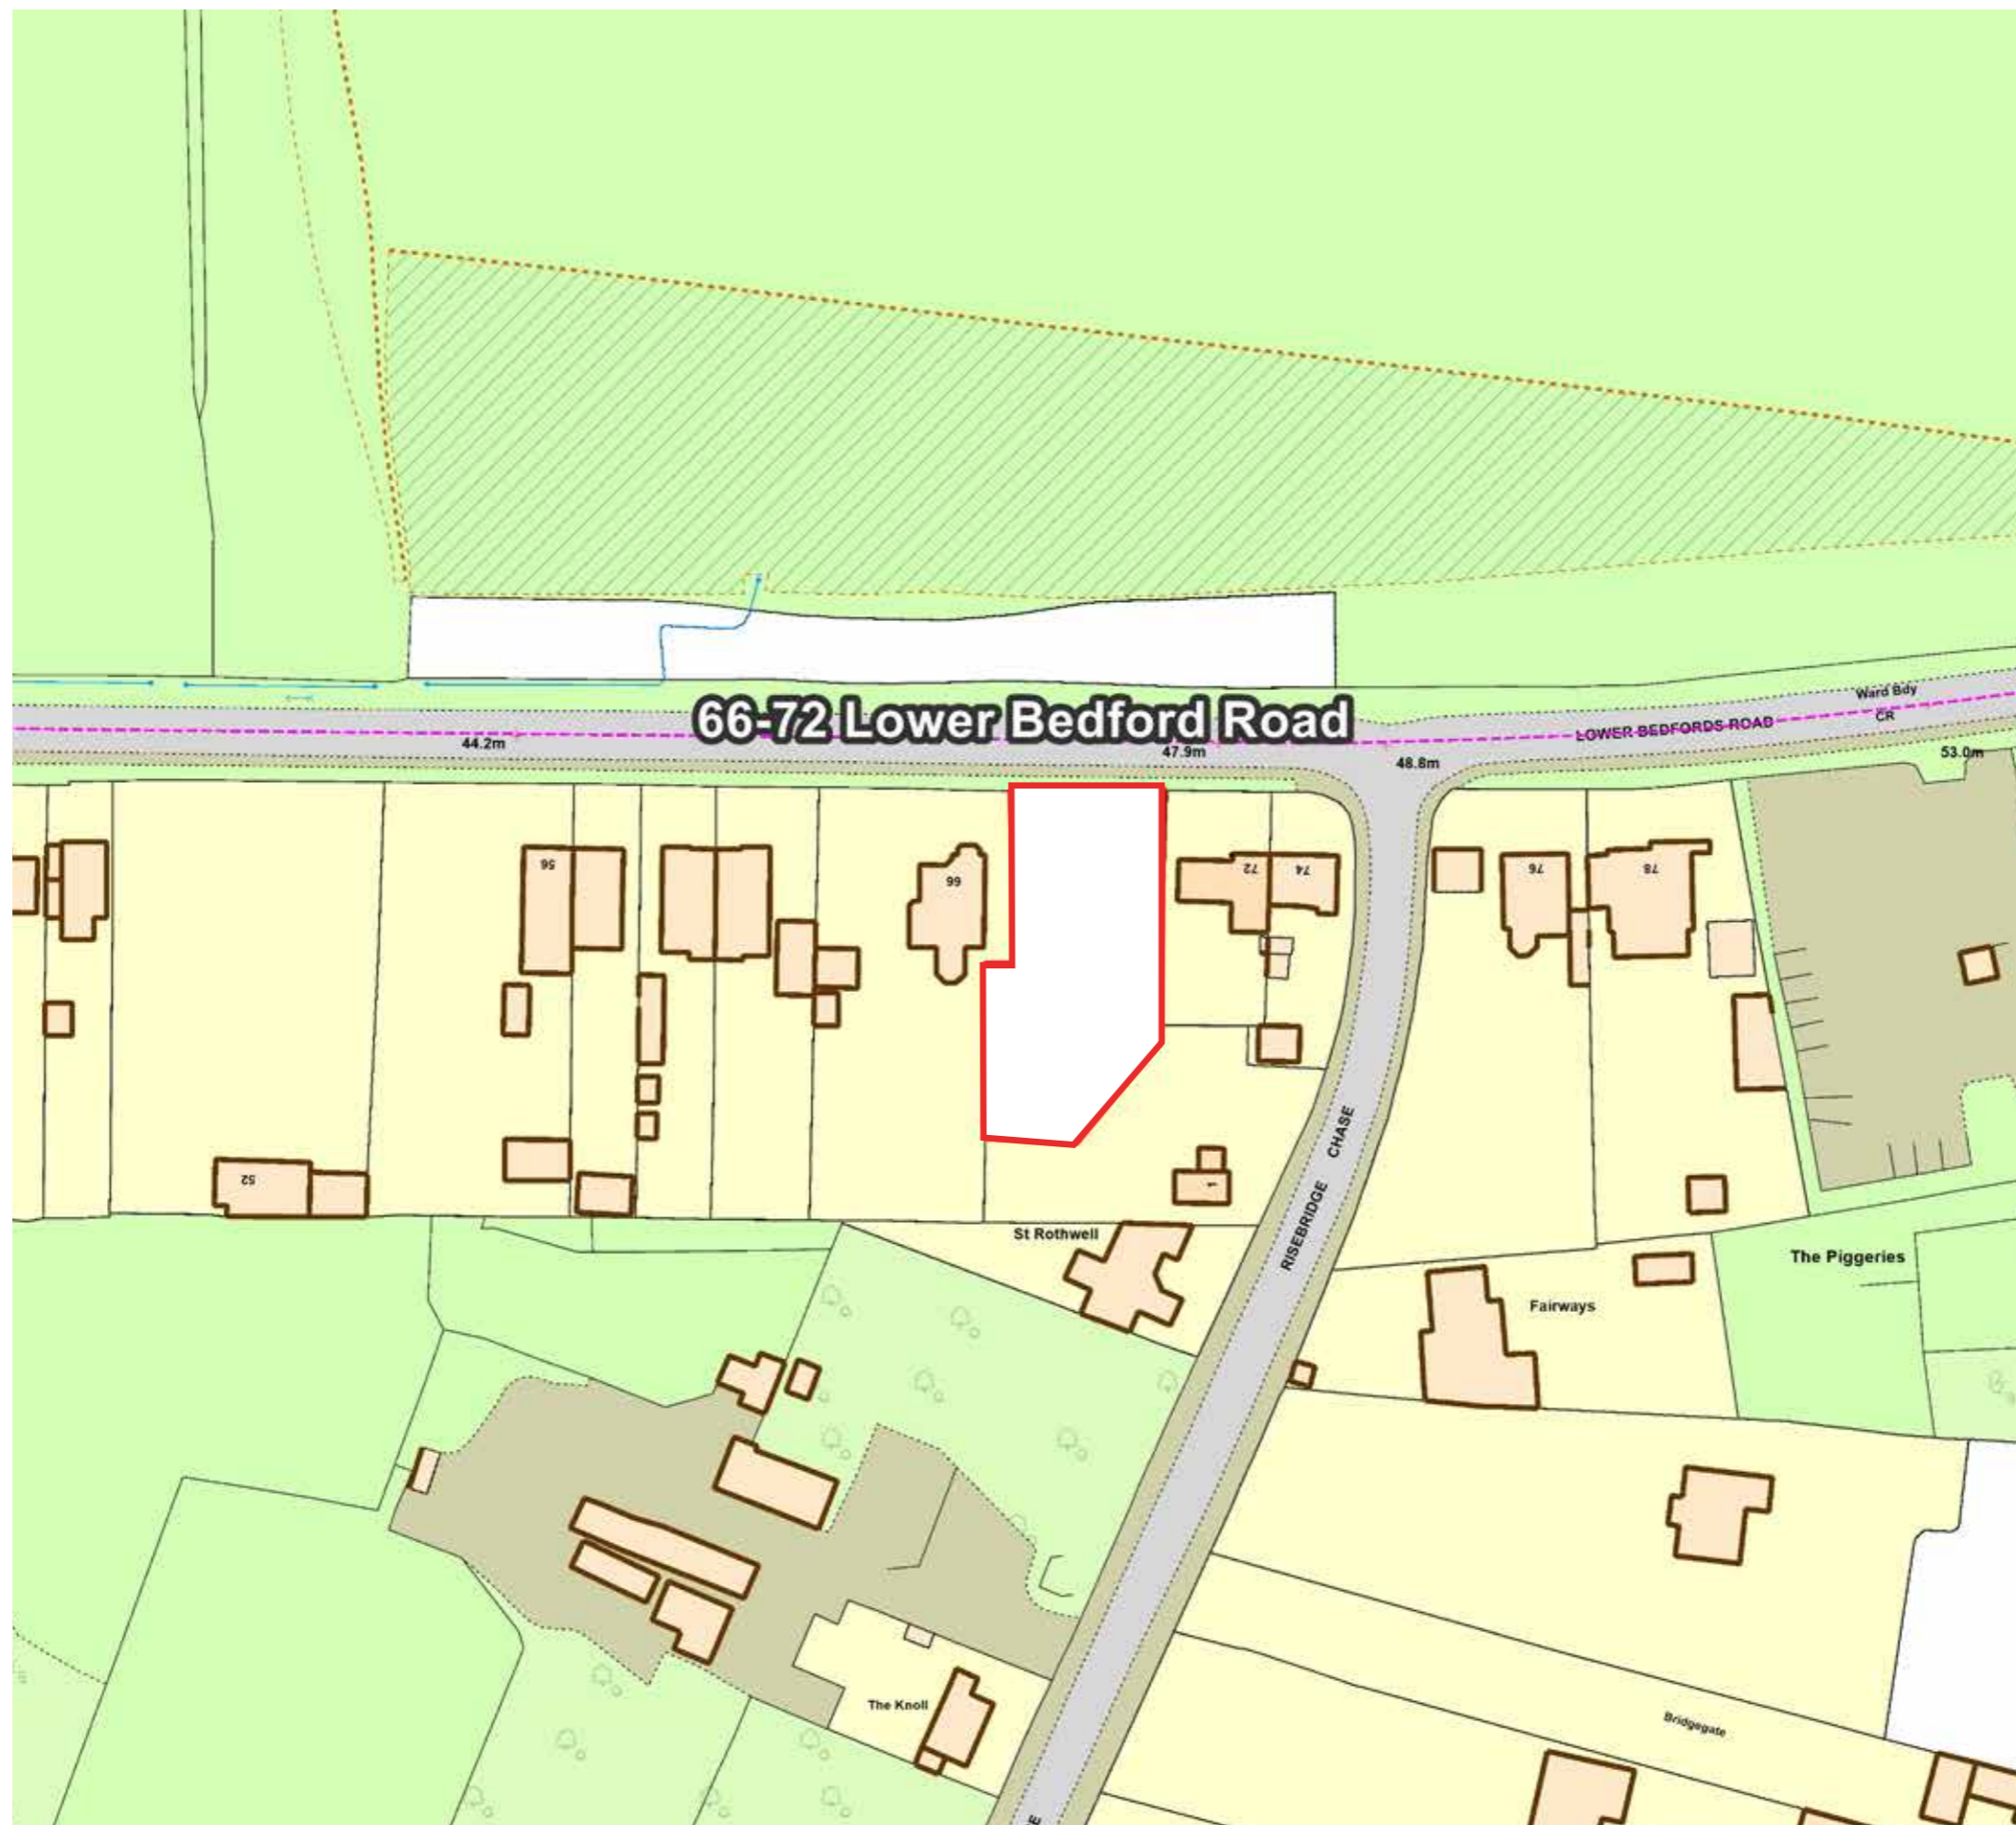 Ward Bdy
66-72 Lower Bedford Road
LOWER BEDFORDS ROAD
CR
44.2m
47.9m
48.8m
53.0m
56
66
72
74
76
78
52
1
RISEBRIDGE CHASE
St Rothwell
The Piggeries
Fairways
The Knoll
Bridgegate
E